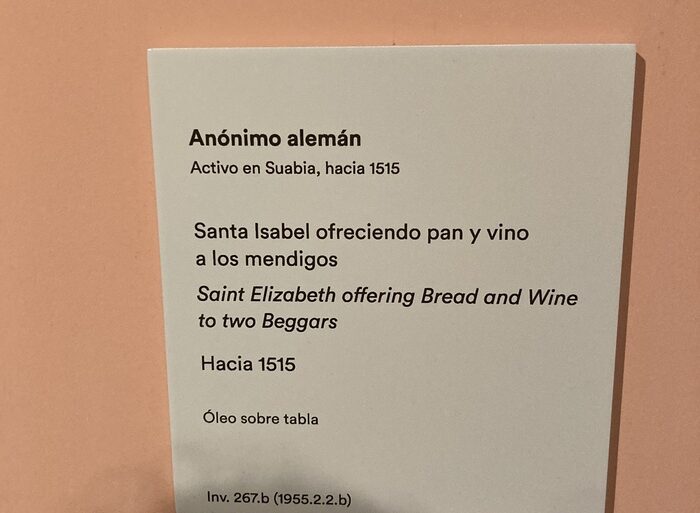 Anónimo alemán
Activo en Suabia, hacia 1515
Santa Isabel ofreciendo pan y vino
a los mendigos
Saint Elizabeth offering Bread and Wine
to two Beggars
Hacia 1515
Óleo sobre tabla
Inv. 267.b (1955.2.2.b)